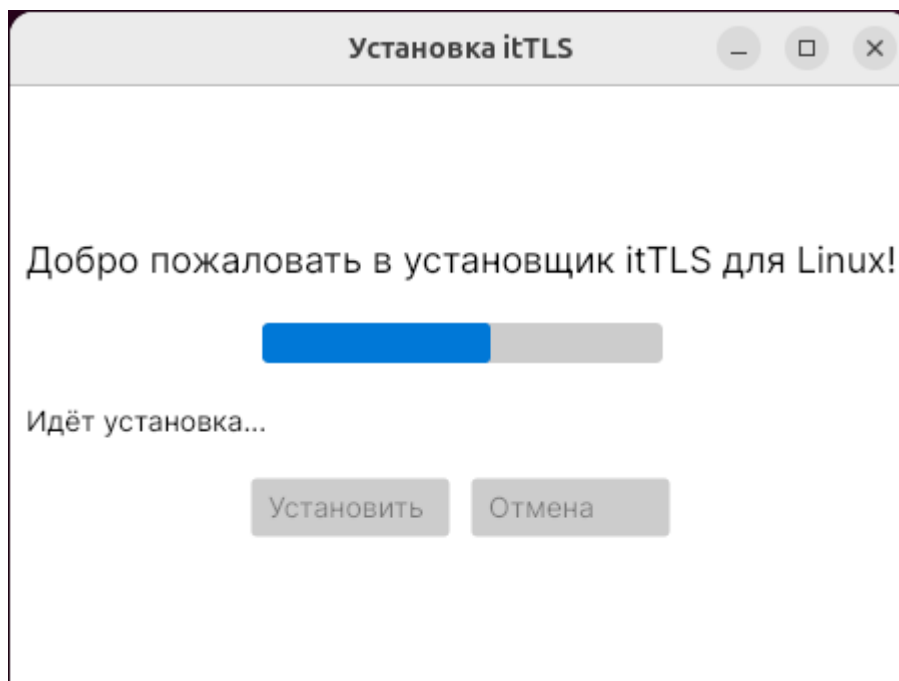 Установка itTLS
Добро пожаловать в установщик itTLS для Linux!
Идёт установка...
Установить Отмена